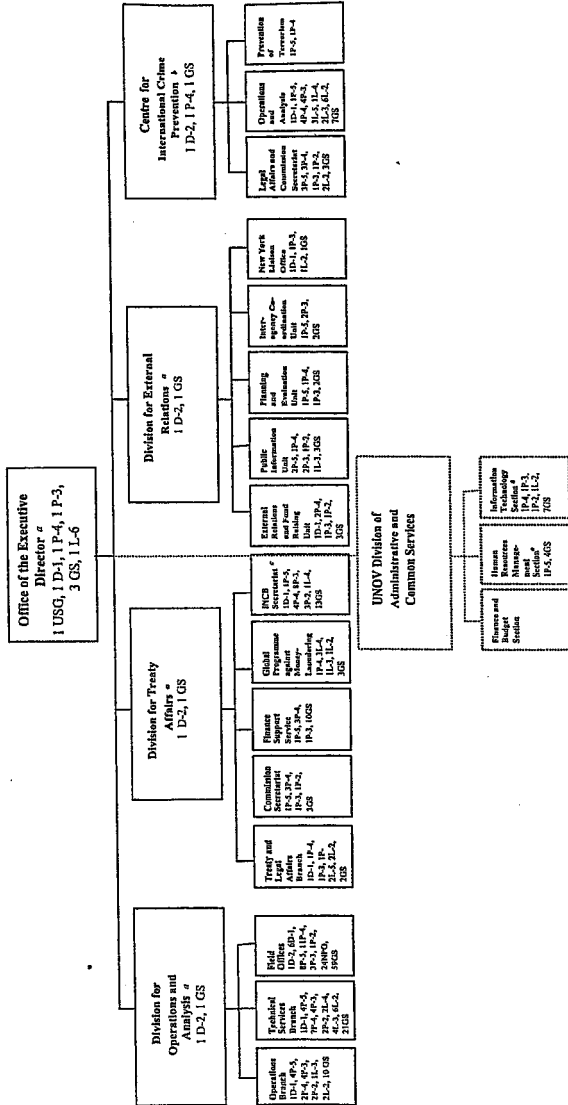 Office of the Executive
Director a
1 USG, 1 D-1, 1 P-4, 1 P-3,
3 GS, 1 L-6
Division for
Operations and
Analysis a
1 D-2, 1 GS
Division for Treaty
Affairs a
1 D-2, 1 GS
Division for External
Relations a
1 D-2, 1 GS
Centre for
International Crime
Prevention b
1 D-2, 1 P-4, 1 GS
Operations
Branch
1D-1, 4P-5,
2P-4, 4P-3,
2P-2, 1L-3,
2L-2, 10 GS
Technical
Services
Branch
1D-1, 4P-5,
7P-4, 4P-3,
2P-2, 2L-4,
4L-3, 6L-2,
21GS
Field
Offices
1D-2, 6D-1,
8P-5, 11P-4,
3P-3, 1P-2,
24NPO,
59GS
Treaty and
Legal
Affairs
Branch
1D-1, 1P-4,
1P-3, 1P-
2L-5, 2L-2,
2GS
Commission
Secretariat
1P-5, 3P-4,
1P-3, 1P-2,
3GS
Finance
Support
Service
1P-5, 3P-4,
1P-3, 10GS
Global
Programme
against
Money-
Laundering
1P-4, 3L-4,
1L-3, 1L-2,
3GS
INCB
Secretariat
1D-1, 1P-5,
4P-4, 8P-3,
3P-2, 1L-4,
13GS
External
Relations
and Fund
Raising
Unit
1D-1, 2P-4,
1P-3, 1P-2,
3GS
Public
Information
Unit
2P-5, 1P-4,
2P-3, 1P-2,
1L-3, 3GS
Planning
and
Evaluation
Unit
1P-5, 1P-4,
1P-3, 2GS
Inter-
agency Co-
ordination
Unit
1P-5, 2P-3,
2GS
New York
Liaison
Office
1D-1, 1P-3,
1L-2, 1GS
Legal
Affairs and
Commission
Secretariat
3P-5, 3P-4,
1P-3, 1P-2,
2L-2, 3GS
Operations
and
Analysis
1D-1, 1P-5,
4P-4, 4P-3,
3L-5, 1L-4,
2L-3, 6L-2,
7GS
Prevention
of
Terrorism
1P-5, 1P-4
UNOV Division of
Administrative and
Common Services
Finance and
Budget
Section
Human
Resources
Manage-
ment
Section
1P-5, 4GS
Information
Technology
Section
1P-4, 1P-3,
1P-2, 1L-2,
7GS